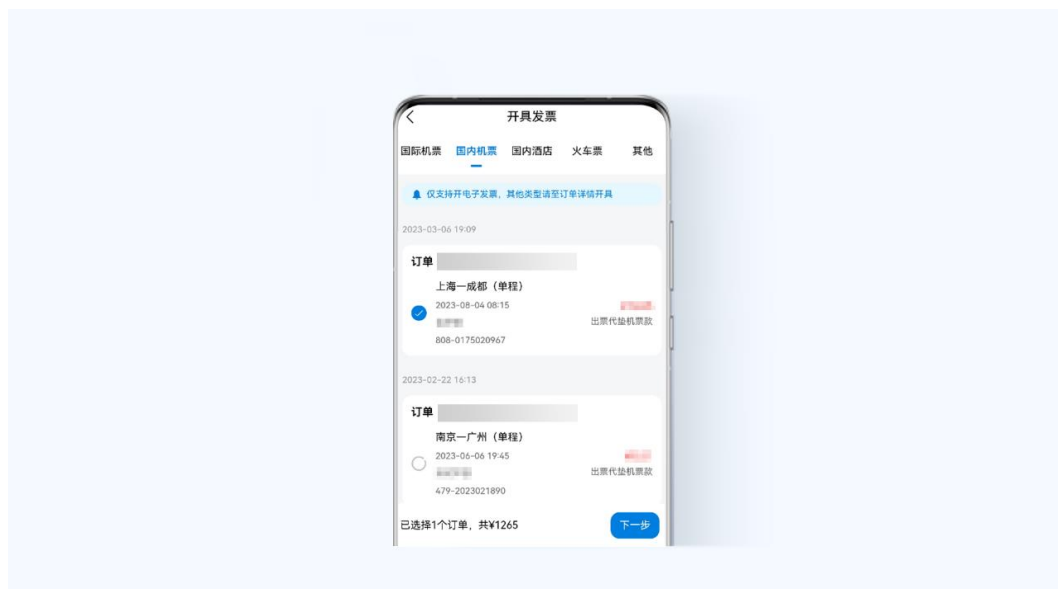 开具发票
国际机票 国内机票 国内酒店 火车票 其他
仅支持开电子发票，其他类型请至订单详情开具
2023-03-06 19:09
订单
上海—成都（单程）
2023-08-04 08:15
出票代垫机票款
808-0175020967
2023-02-22 16:13
订单
南京—广州（单程）
2023-06-06 19:45
出票代垫机票款
479-2023021890
已选择1个订单，共¥1265 下一步